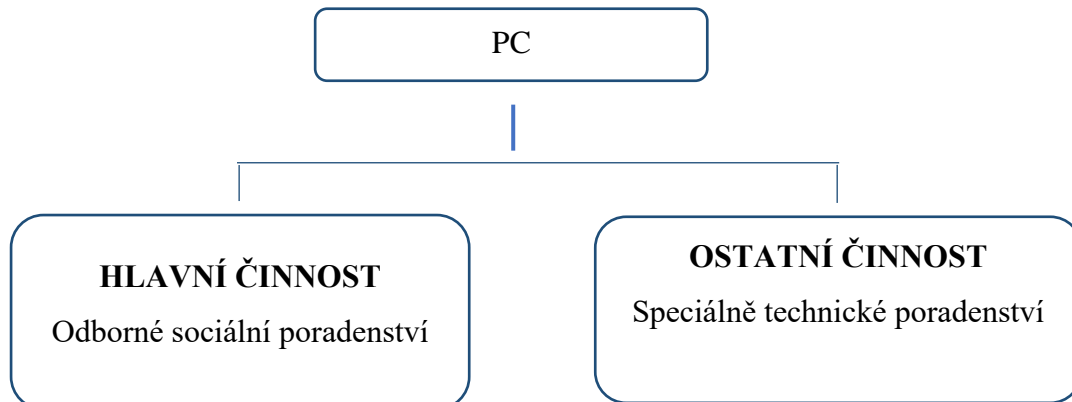 PC
HLAVNÍ ČINNOST
Odborné sociální poradenství
OSTATNÍ ČINNOST
Speciálně technické poradenství